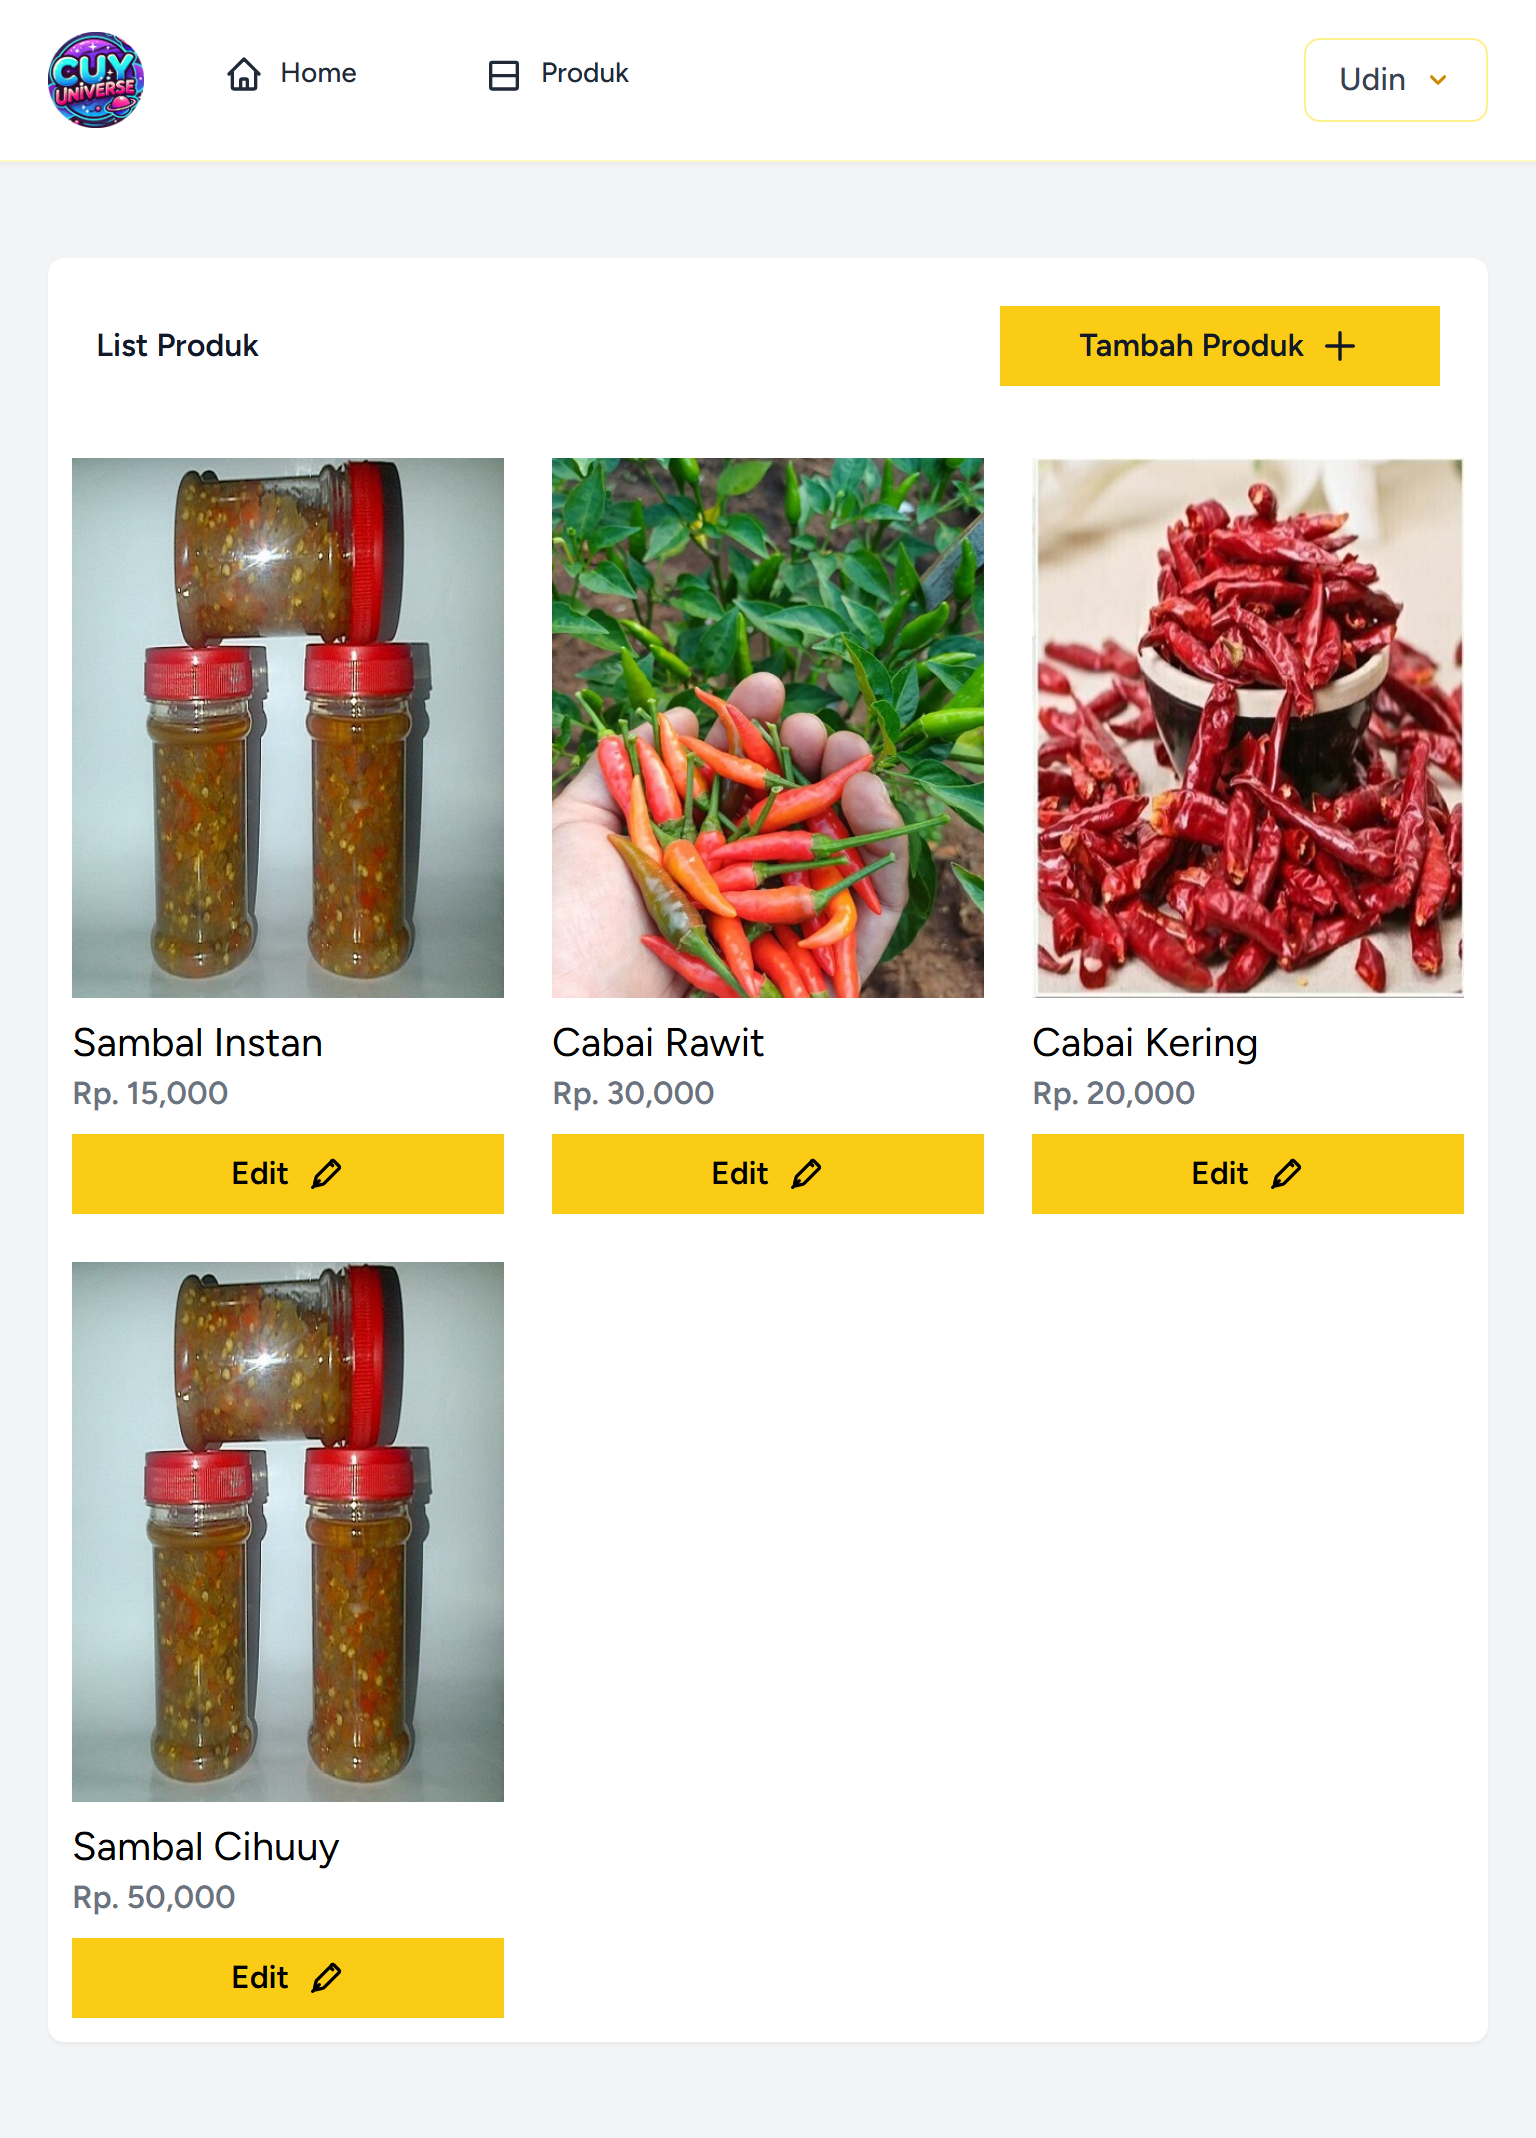 CUY
UNIVERSE
Home
Produk
Udin
List Produk
Tambah Produk
Sambal Instan
Rp. 15,000
Edit
Cabai Rawit
Rp. 30,000
Edit
Cabai Kering
Rp. 20,000
Edit
Sambal Cihuuy
Rp. 50,000
Edit